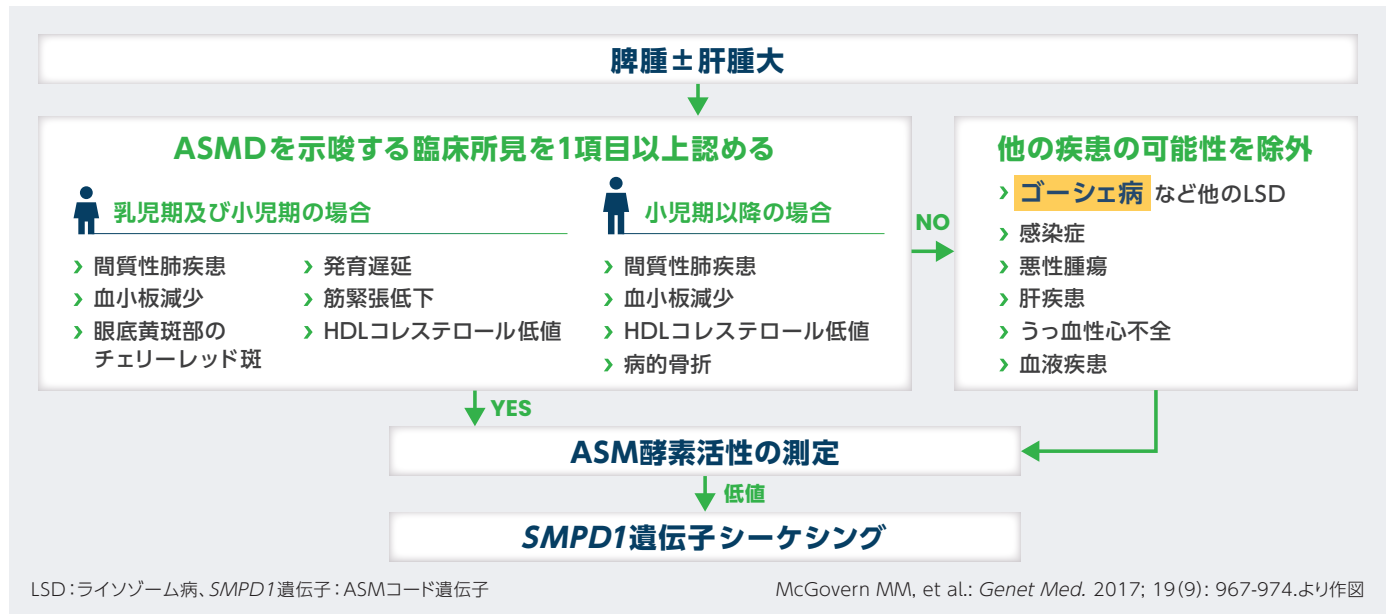 脾腫±肝腫大
ASMDを示唆する臨床所見を1項目以上認める
乳児期及び小児期の場合
› 間質性肺疾患
› 血小板減少
› 眼底黄斑部の
チェリーレッド斑
› 発育遅延
› 筋緊張低下
› HDLコレステロール低値
小児期以降の場合
› 間質性肺疾患
› 血小板減少
› HDLコレステロール低値
› 病的骨折
NO
他の疾患の可能性を除外
› ゴーシェ病 など他のLSD
› 感染症
› 悪性腫瘍
› 肝疾患
› うっ血性心不全
› 血液疾患
YES
ASM酵素活性の測定
低値
SMPD1遺伝子シーケシング
LSD：ライソゾーム病、SMPD1遺伝子：ASMコード遺伝子
McGovern MM, et al.: Genet Med. 2017; 19(9): 967-974.より作図